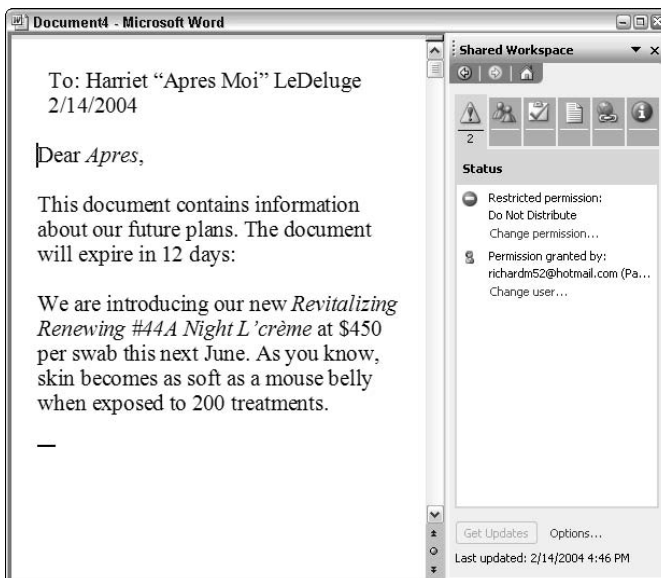 Document4 - Microsoft Word
To: Harriet “Apres Moi” LeDeluge
2/14/2004
Dear Apres,
This document contains information
about our future plans. The document
will expire in 12 days:
We are introducing our new Revitalizing
Renewing #44A Night L’crème at $450
per swab this next June. As you know,
skin becomes as soft as a mouse belly
when exposed to 200 treatments.
Shared Workspace
2
Status
Restricted permission:
Do Not Distribute
Change permission...
Permission granted by:
richardm52@hotmail.com (Pa...
Change user...
Get Updates Options...
Last updated: 2/14/2004 4:46 PM